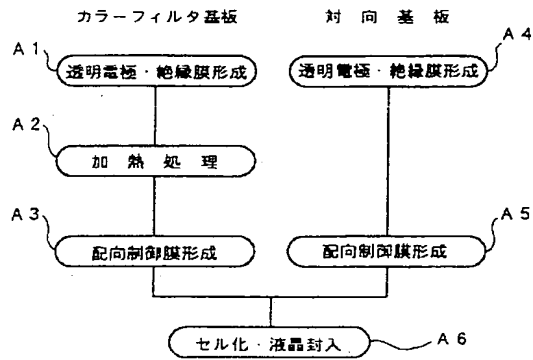 カラーフィルタ基板
対向基板
A1
透明電極・絶縁膜形成
A4
透明電極・絶縁膜形成
A2
加熱処理
A3
配向制御膜形成
A5
配向制御膜形成
セル化・液晶封入
A6